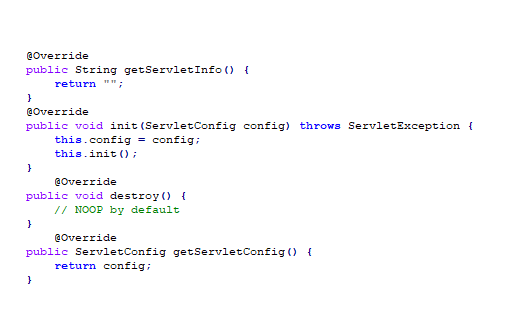 @Override
public String getServletInfo() {
    return "";
}
@Override
public void init(ServletConfig config) throws ServletException {
    this.config = config;
    this.init();
}
    @Override
public void destroy() {
    // NOOP by default
}
    @Override
public ServletConfig getServletConfig() {
    return config;
}